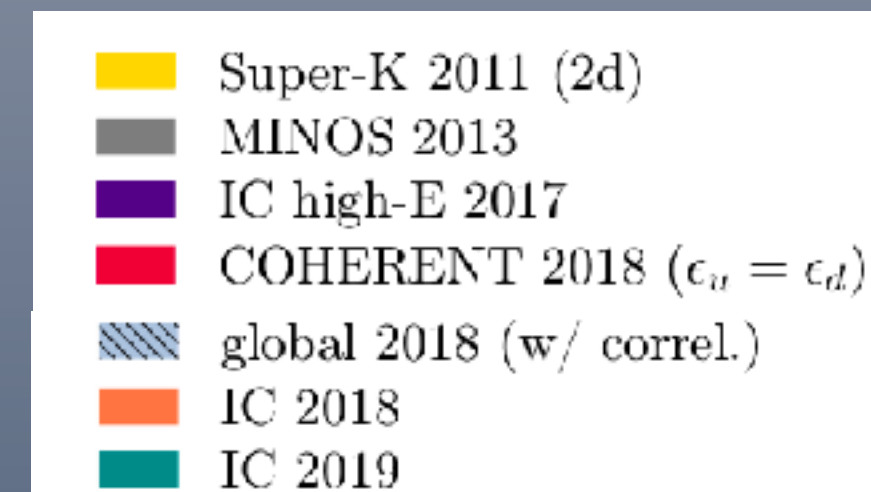 Super-K 2011 (2d)
MINOS 2013
IC high-E 2017
COHERENT 2018 (ϵ_u = ϵ_d)
global 2018 (w/ correl.)
IC 2018
IC 2019